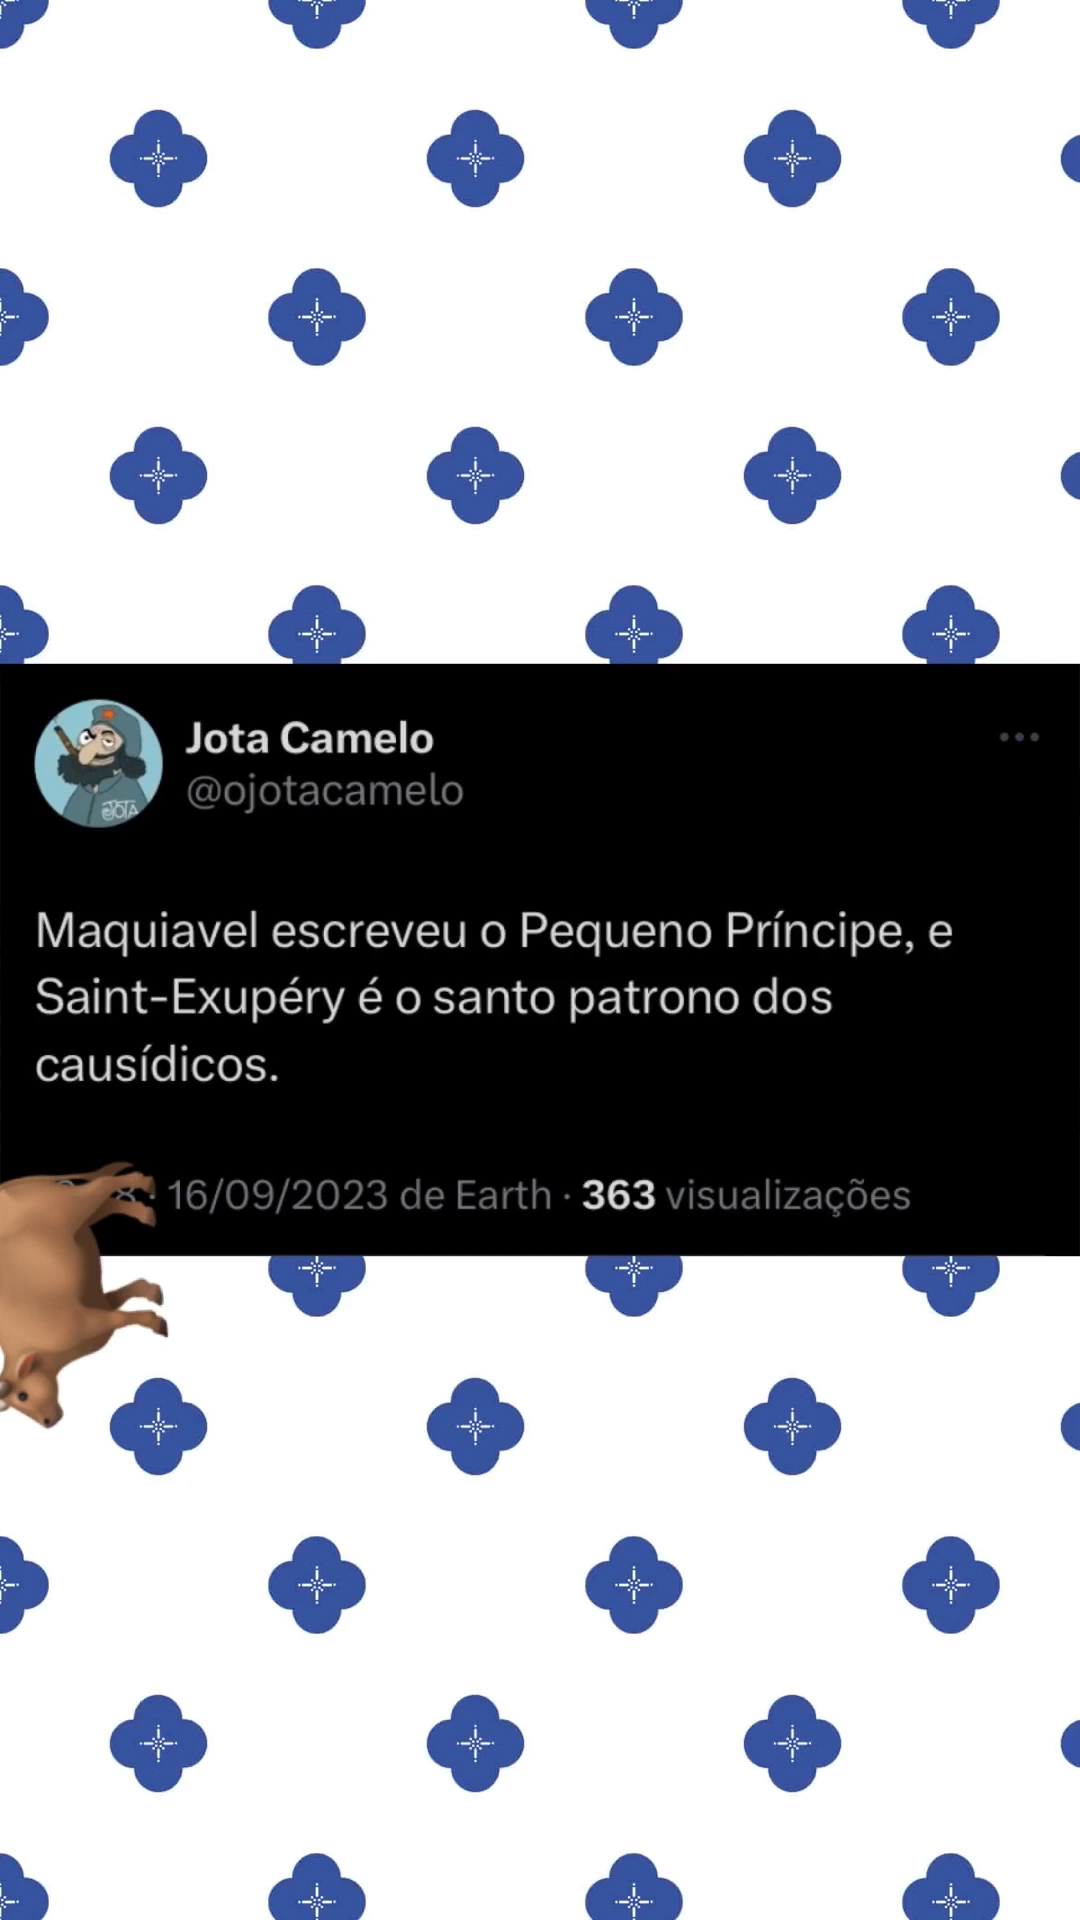 Jota Camelo
@ojotacamelo
JOTA
Maquiavel escreveu o Pequeno Príncipe, e
Saint-Exupéry é o santo patrono dos
causídicos.
16/09/2023 de Earth · 363 visualizações